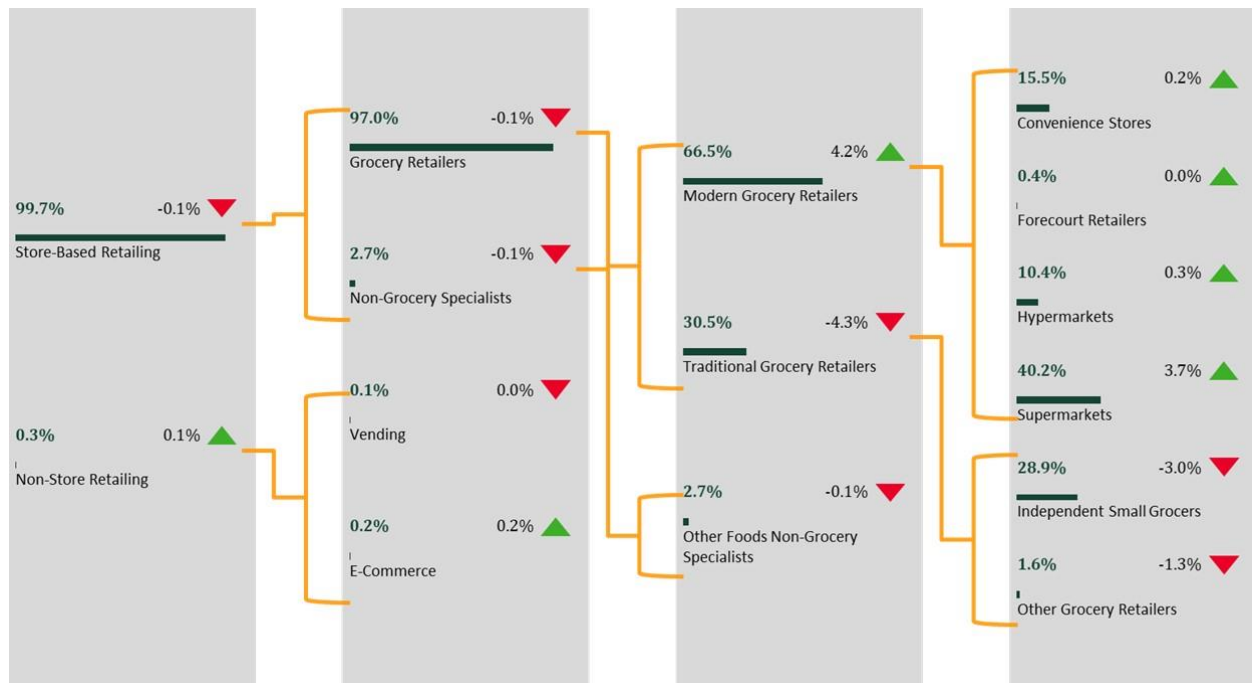 99.7% -0.1%
Store-Based Retailing
0.3% 0.1%
Non-Store Retailing
97.0% -0.1%
Grocery Retailers
2.7% -0.1%
Non-Grocery Specialists
0.1% 0.0%
Vending
0.2% 0.2%
E-Commerce
66.5% 4.2%
Modern Grocery Retailers
30.5% -4.3%
Traditional Grocery Retailers
2.7% -0.1%
Other Foods Non-Grocery
Specialists
15.5% 0.2%
Convenience Stores
0.4% 0.0%
Forecourt Retailers
10.4% 0.3%
Hypermarkets
40.2% 3.7%
Supermarkets
28.9% -3.0%
Independent Small Grocers
1.6% -1.3%
Other Grocery Retailers